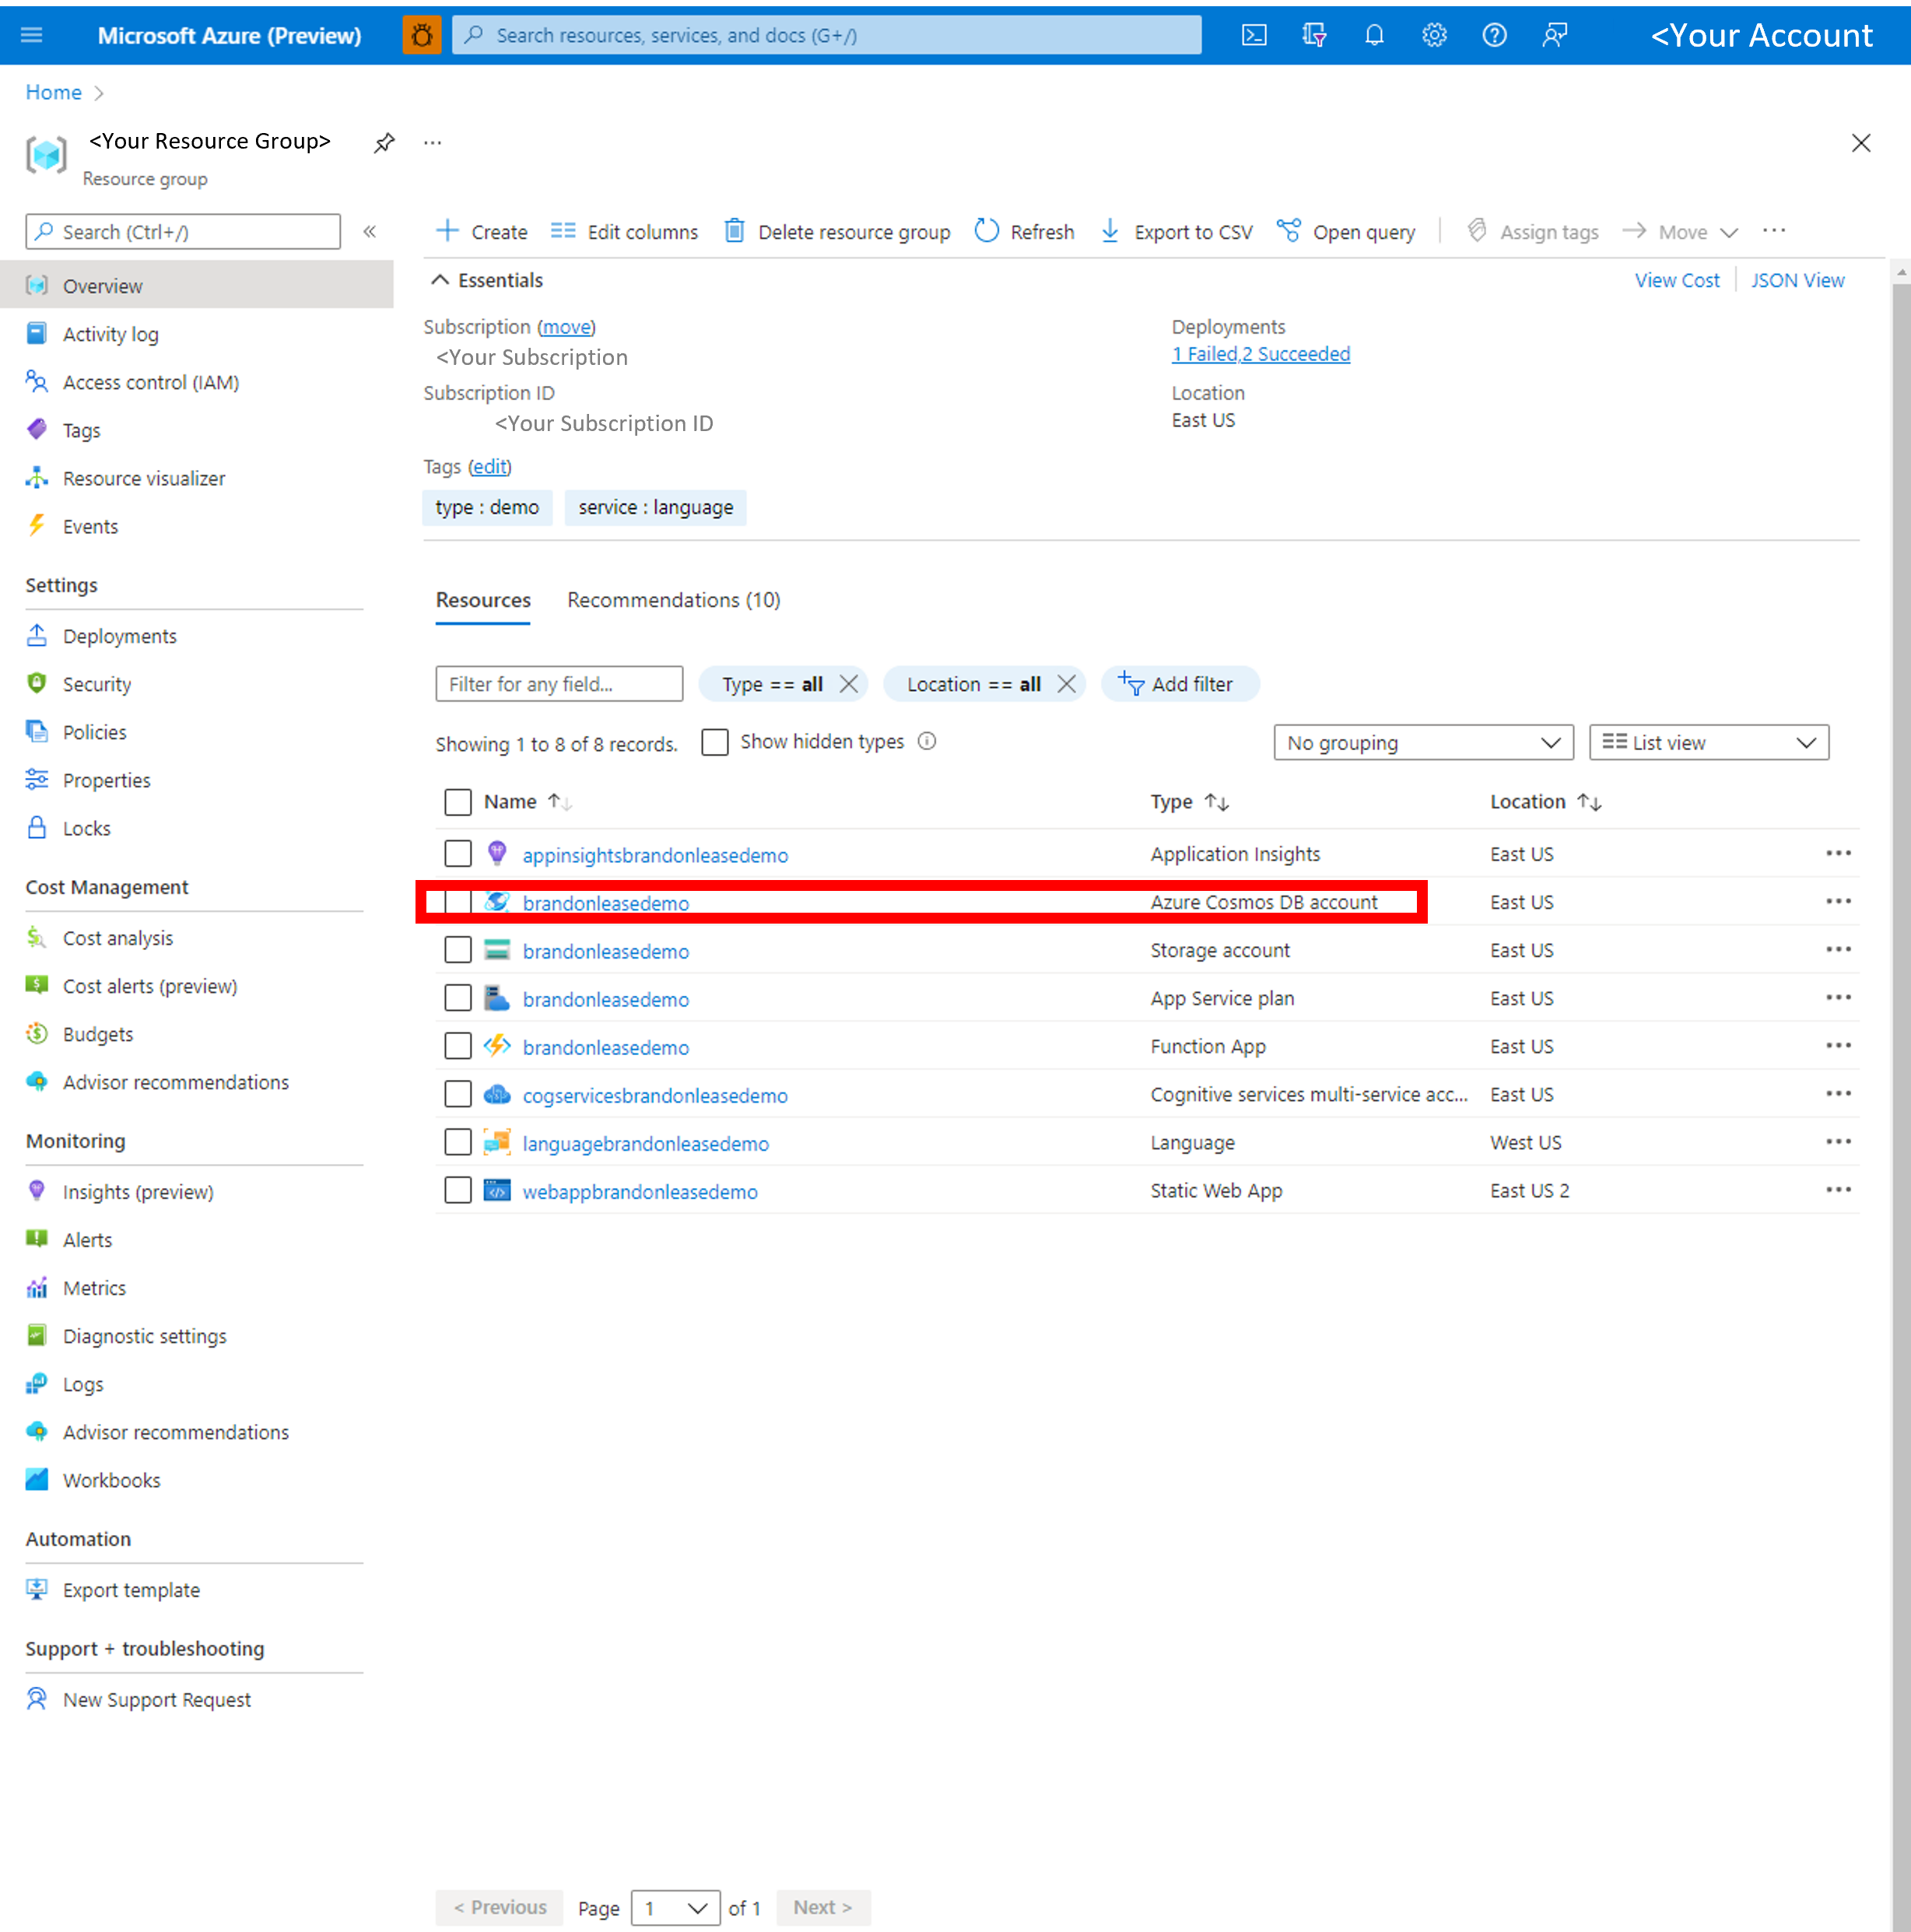 Microsoft Azure (Preview)
Search resources, services, and docs (G+/)
<Your Account
Home
<Your Resource Group>
Resource group
Search (Ctrl+/)
Create
Edit columns
Delete resource group
Refresh
Export to CSV
Open query
Assign tags
Move
Overview
Activity log
Access control (IAM)
Tags
Resource visualizer
Events
Settings
Deployments
Security
Policies
Properties
Locks
Cost Management
Cost analysis
Cost alerts (preview)
Budgets
Advisor recommendations
Monitoring
Insights (preview)
Alerts
Metrics
Diagnostic settings
Logs
Advisor recommendations
Workbooks
Automation
Export template
Support + troubleshooting
New Support Request
Essentials
View Cost
JSON View
Subscription (move)
<Your Subscription
Subscription ID
<Your Subscription ID
Deployments
1 Failed,2 Succeeded
Location
East US
Tags (edit)
type : demo
service : language
Resources
Recommendations (10)
Filter for any field...
Type == all
Location == all
Add filter
Showing 1 to 8 of 8 records.
Show hidden types
No grouping
List view
Name Type Location
appinsightsbrandonleasedemo Application Insights East US
brandonleasedemo Azure Cosmos DB account East US
brandonleasedemo Storage account East US
brandonleasedemo App Service plan East US
brandonleasedemo Function App East US
cogservicesbrandonleasedemo Cognitive services multi-service acc... East US
languagebrandonleasedemo Language West US
webappbrandonleasedemo Static Web App East US 2
< Previous Page 1 of 1 Next >